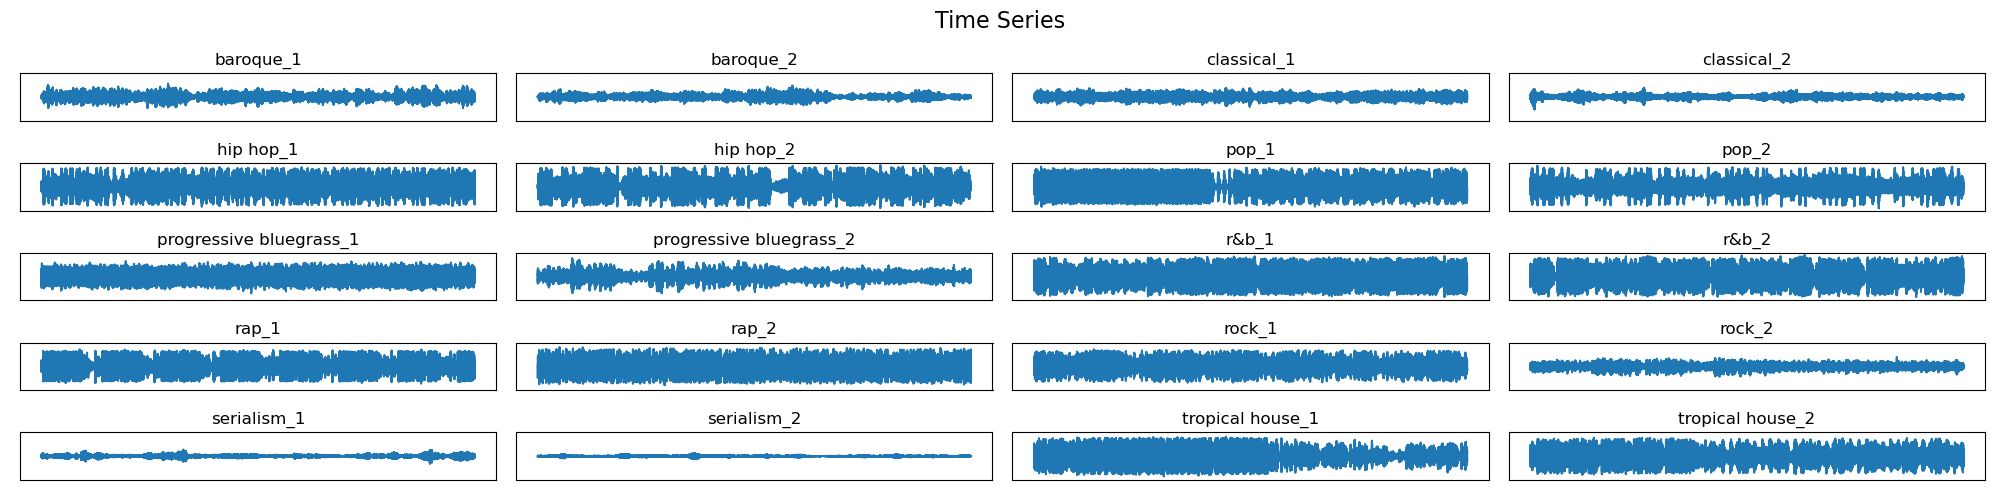 Time Series
baroque_1
baroque_2
classical_1
classical_2
hip hop_1
hip hop_2
pop_1
pop_2
progressive bluegrass_1
progressive bluegrass_2
r&b_1
r&b_2
rap_1
rap_2
rock_1
rock_2
serialism_1
serialism_2
tropical house_1
tropical house_2